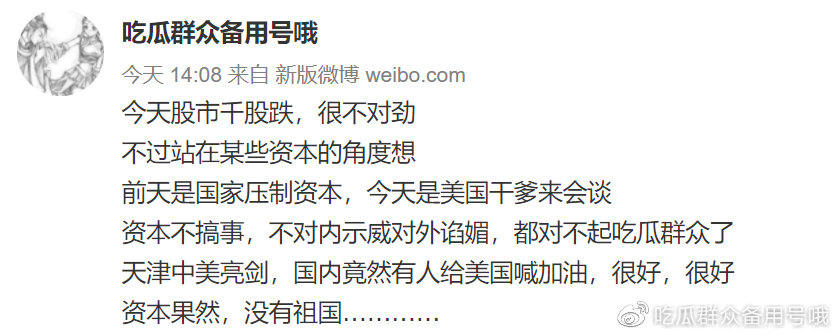 吃瓜群众备用号哦
今天 14:08 来自 新版微博 weibo.com
今天股市千股跌，很不对劲
不过站在某些资本的角度想
前天是国家压制资本，今天是美国干爹来会谈
资本不搞事，不对内示威对外谄媚，都对不起吃瓜群众了
天津中美亮剑，国内竟然有人给美国喊加油，很好，很好
资本果然，没有祖国…………
@吃瓜群众备用号哦